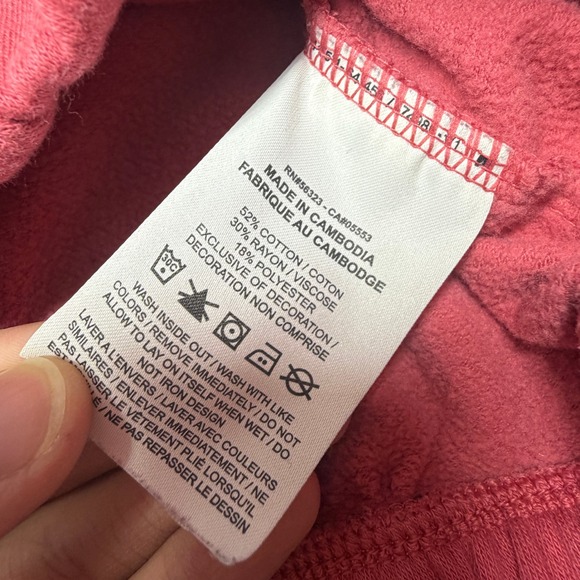 RN#56323 - CA#05553
MADE IN CAMBODIA
FABRIQUE AU CAMBODGE
52% COTTON / COTON
30% RAYON / VISCOSE
18% POLYESTER
EXCLUSIVE OF DECORATION /
DECORATION NON COMPRISE
30C
WASH INSIDE OUT / WASH WITH LIKE
COLORS / REMOVE IMMEDIATELY / DO NOT
ALLOW TO LAY ON ITSELF WHEN WET / DO
NOT IRON DESIGN
LAVER A L'ENVERS / LAVER AVEC COULEURS
SIMILAIRES / ENLEVER IMMEDIATEMENT / NE
PAS LAISSER LE VÊTEMENT PLIÉ LORSQU'IL
/ NE PAS REPASSER LE DESSIN